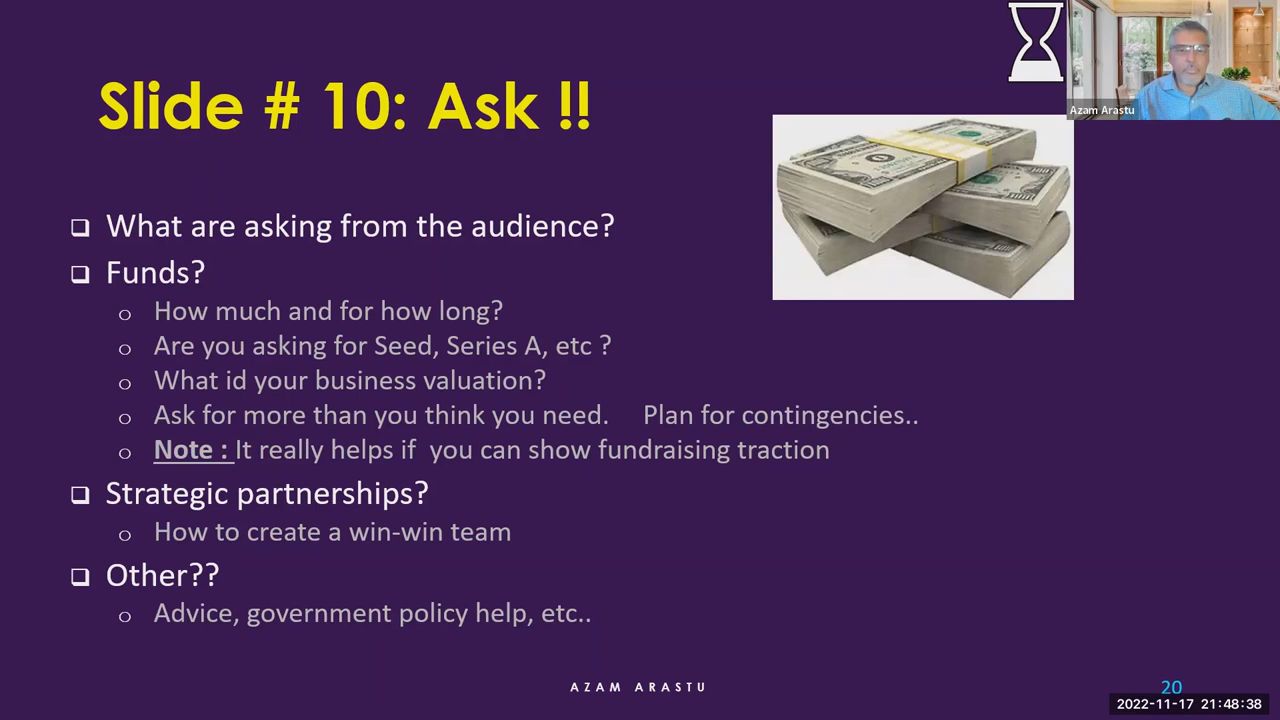 Slide # 10: Ask !!
Azam Arastu
What are asking from the audience?
Funds?
How much and for how long?
Are you asking for Seed, Series A, etc ?
What id your business valuation?
Ask for more than you think you need. Plan for contingencies..
Note : It really helps if you can show fundraising traction
Strategic partnerships?
How to create a win-win team
Other??
Advice, government policy help, etc..
AZAM ARASTU
20
2022-11-17 21:48:38